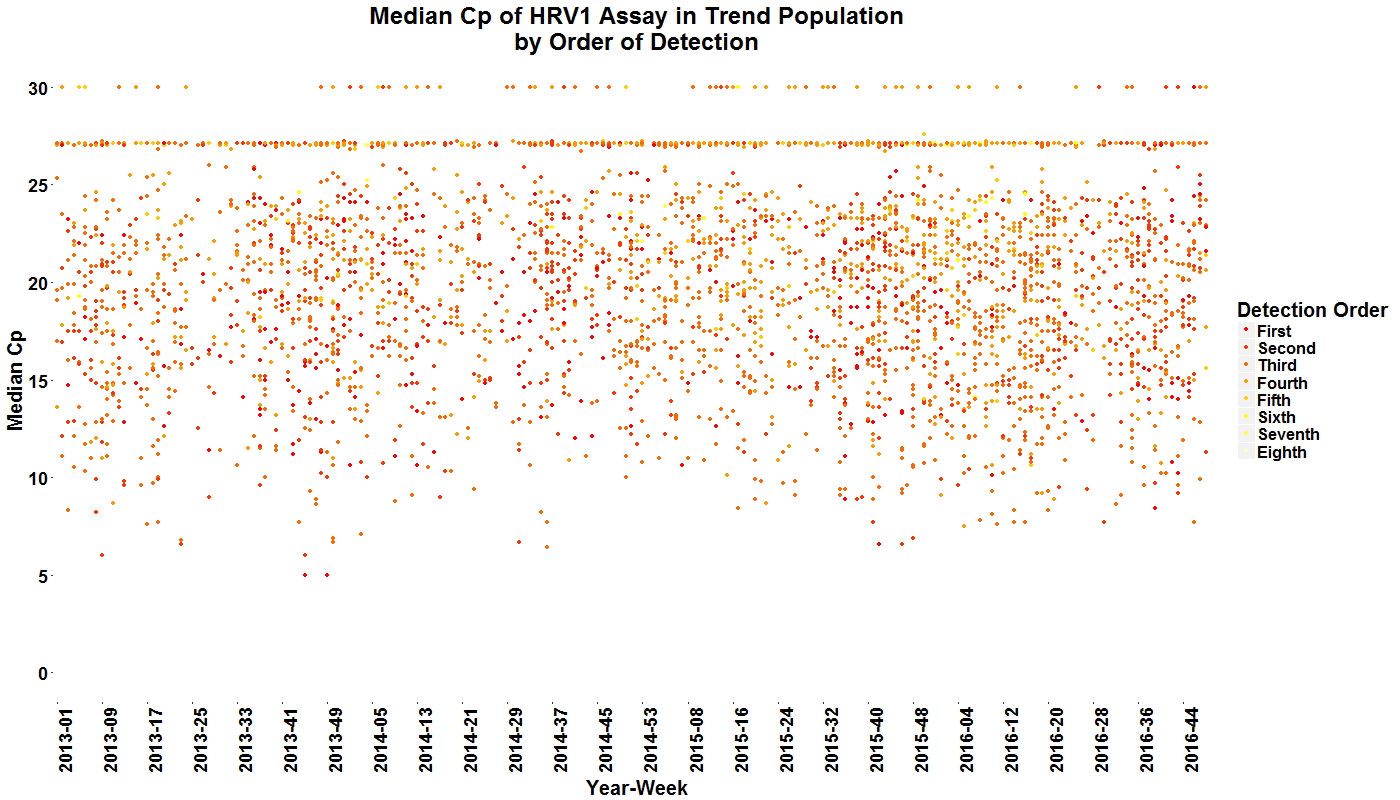 Median Cp of HRV1 Assay in Trend Population
by Order of Detection
30
25
20
15
10
5
0
Median Cp
2013-01
2013-09
2013-17
2013-25
2013-33
2013-41
2013-49
2014-05
2014-13
2014-21
2014-29
2014-37
2014-45
2014-53
2015-08
2015-16
2015-24
2015-32
2015-40
2015-48
2016-04
2016-12
2016-20
2016-28
2016-36
2016-44
Year-Week
Detection Order
First
Second
Third
Fourth
Fifth
Sixth
Seventh
Eighth